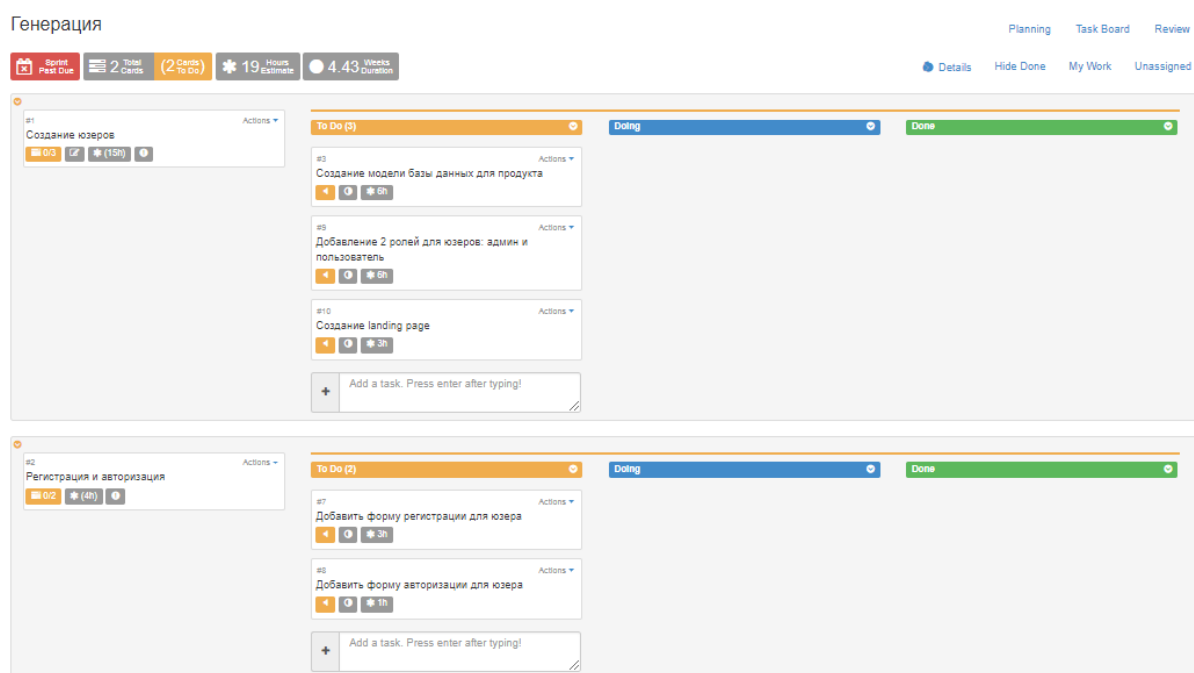 Генерация
Planning Task Board Review
Sprint Past Due 2 Total Cards (2 Cards To Do) 19 Hours Estimate 4.43 Weeks Duration
Details Hide Done My Work Unassigned
#1 Actions
Создание юзеров
0/3 (15h)
To Do (3) Doing Done
#3 Actions
Создание модели базы данных для продукта
6h
#9 Actions
Добавление 2 ролей для юзеров: админ и
пользователь
6h
#10 Actions
Создание landing page
3h
+ Add a task. Press enter after typing!
#2 Actions
Регистрация и авторизация
0/2 (4h)
To Do (2) Doing Done
#7 Actions
Добавить форму регистрации для юзера
3h
#8 Actions
Добавить форму авторизации для юзера
1h
+ Add a task. Press enter after typing!